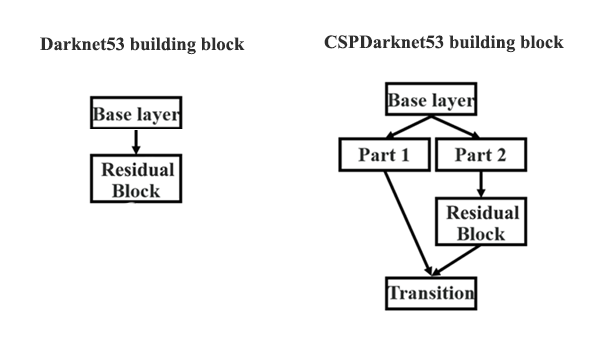 Darknet53 building block
Base layer
Residual
Block
CSPDarknet53 building block
Base layer
Part 1
Part 2
Residual
Block
Transition